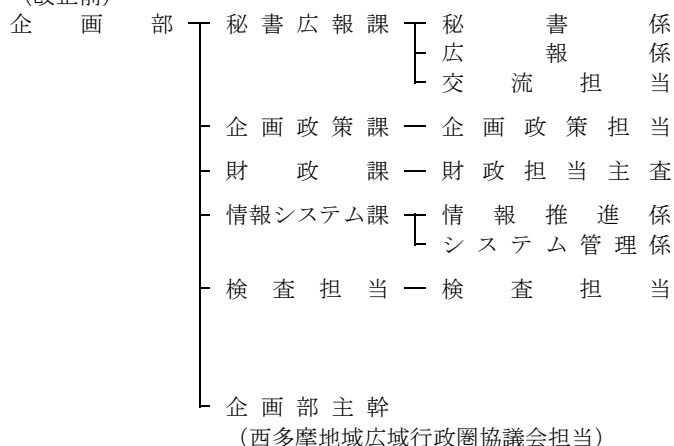 (改正前)
企画部 秘書広報課 秘書係
広報係
交流担当
企画政策課 企画政策担当
財政課 財政担当主査
情報システム課 情報推進係
システム管理係
検査担当 検査担当
企画部主幹
（西多摩地域広域行政圏協議会担当）